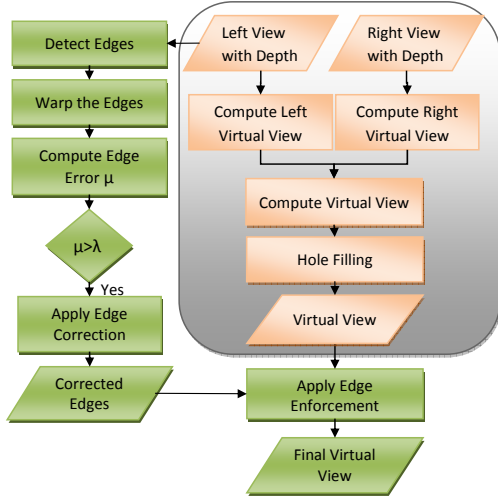 Detect Edges
Left View
with Depth
Right View
with Depth
Warp the Edges
Compute Left
Virtual View
Compute Right
Virtual View
Compute Edge
Error μ
Compute Virtual View
μ>λ
Hole Filling
Yes
Apply Edge
Correction
Virtual View
Corrected
Edges
Apply Edge
Enforcement
Final Virtual
View